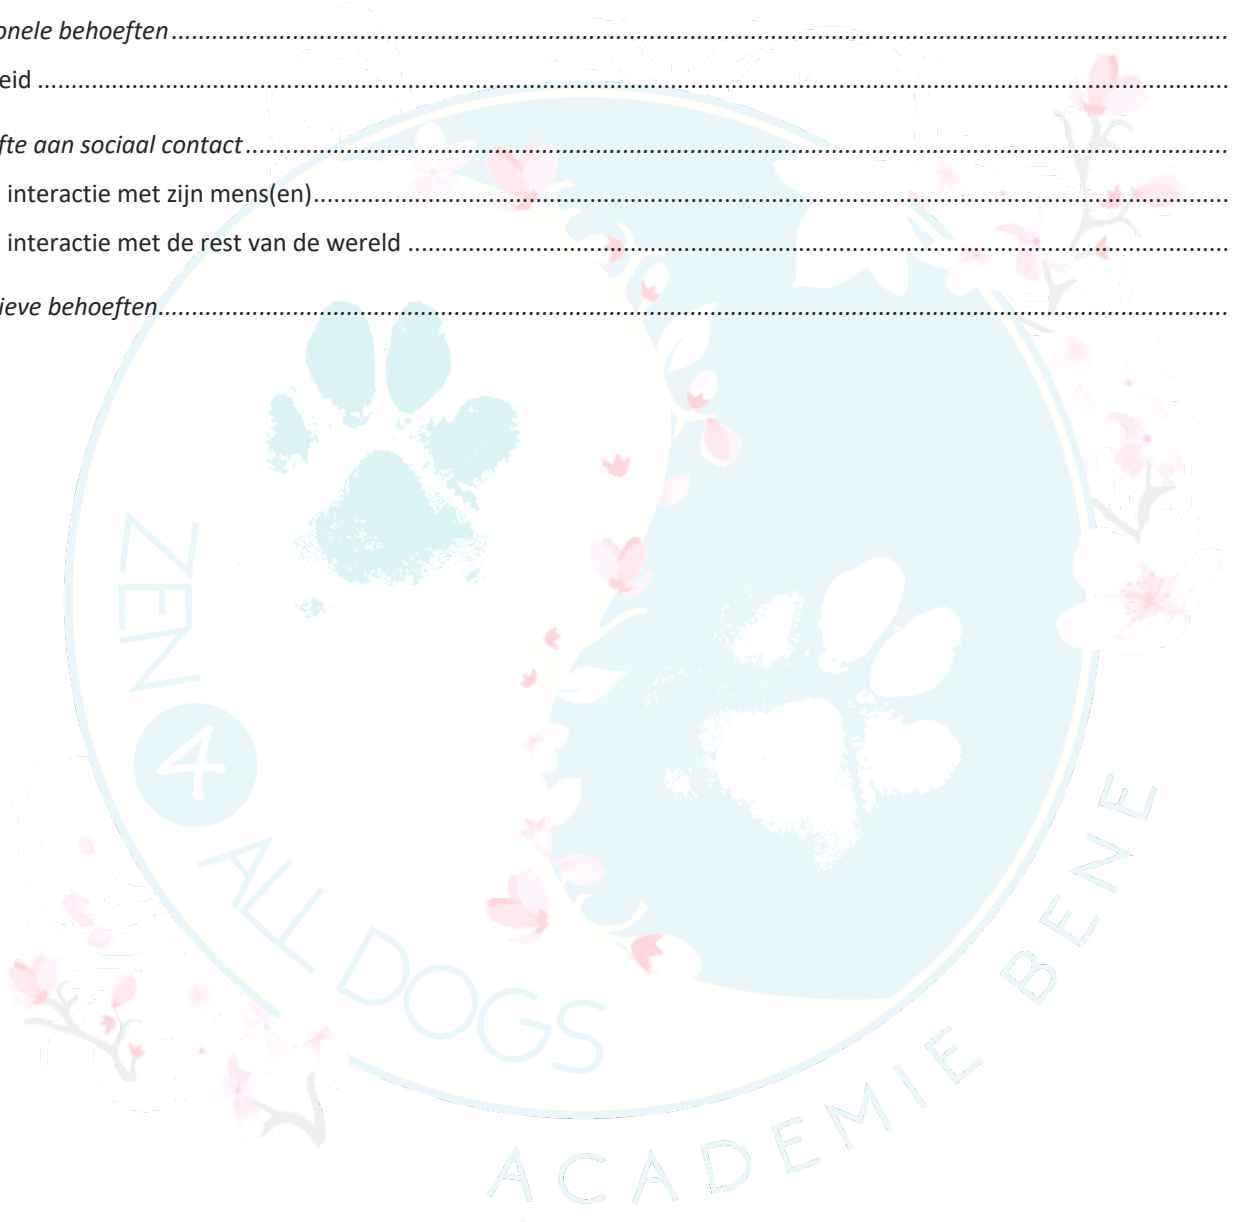 onele behoeften
eid
fte aan sociaal contact
interactie met zijn mens(en)
interactie met de rest van de wereld
ieve behoeften
ZEN 4 ALL DOGS
ACADEMIE BENE